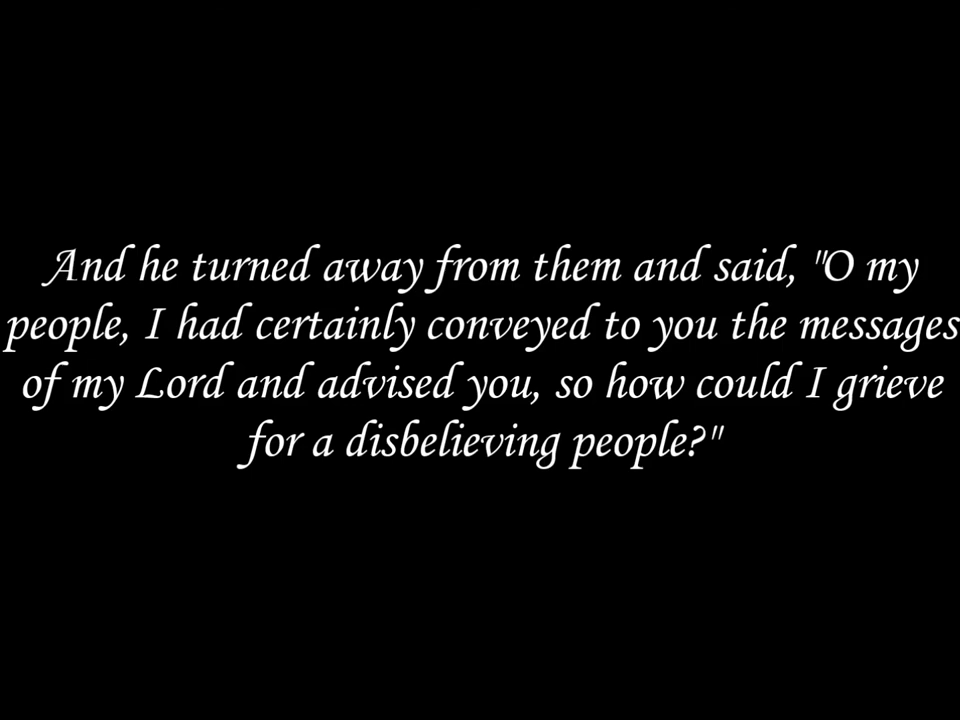 And he turned away from them and said, "O my
people, I had certainly conveyed to you the messages
of my Lord and advised you, so how could I grieve
for a disbelieving people?"